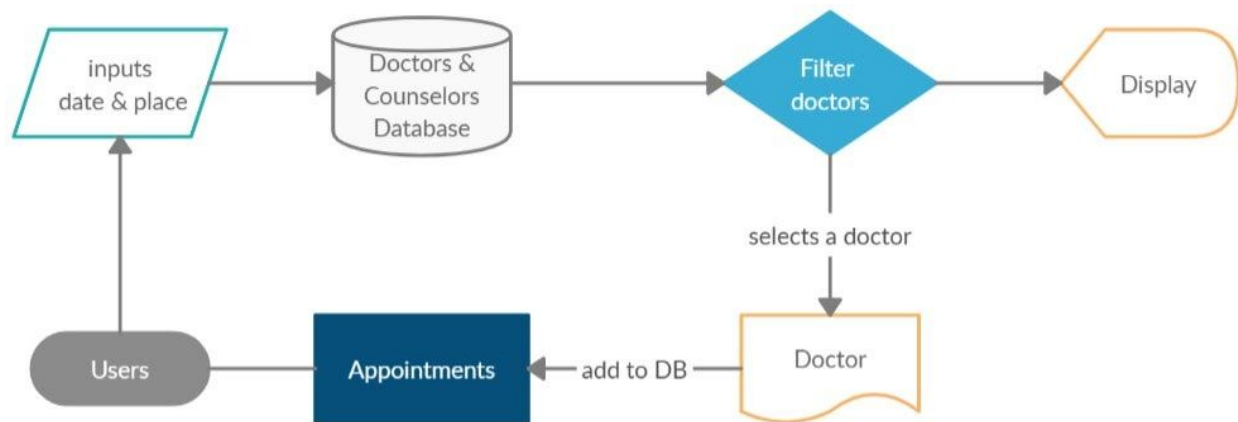 inputs
date & place
Doctors &
Counselors
Database
Filter
doctors
Display
selects a doctor
Users
Appointments
add to DB
Doctor